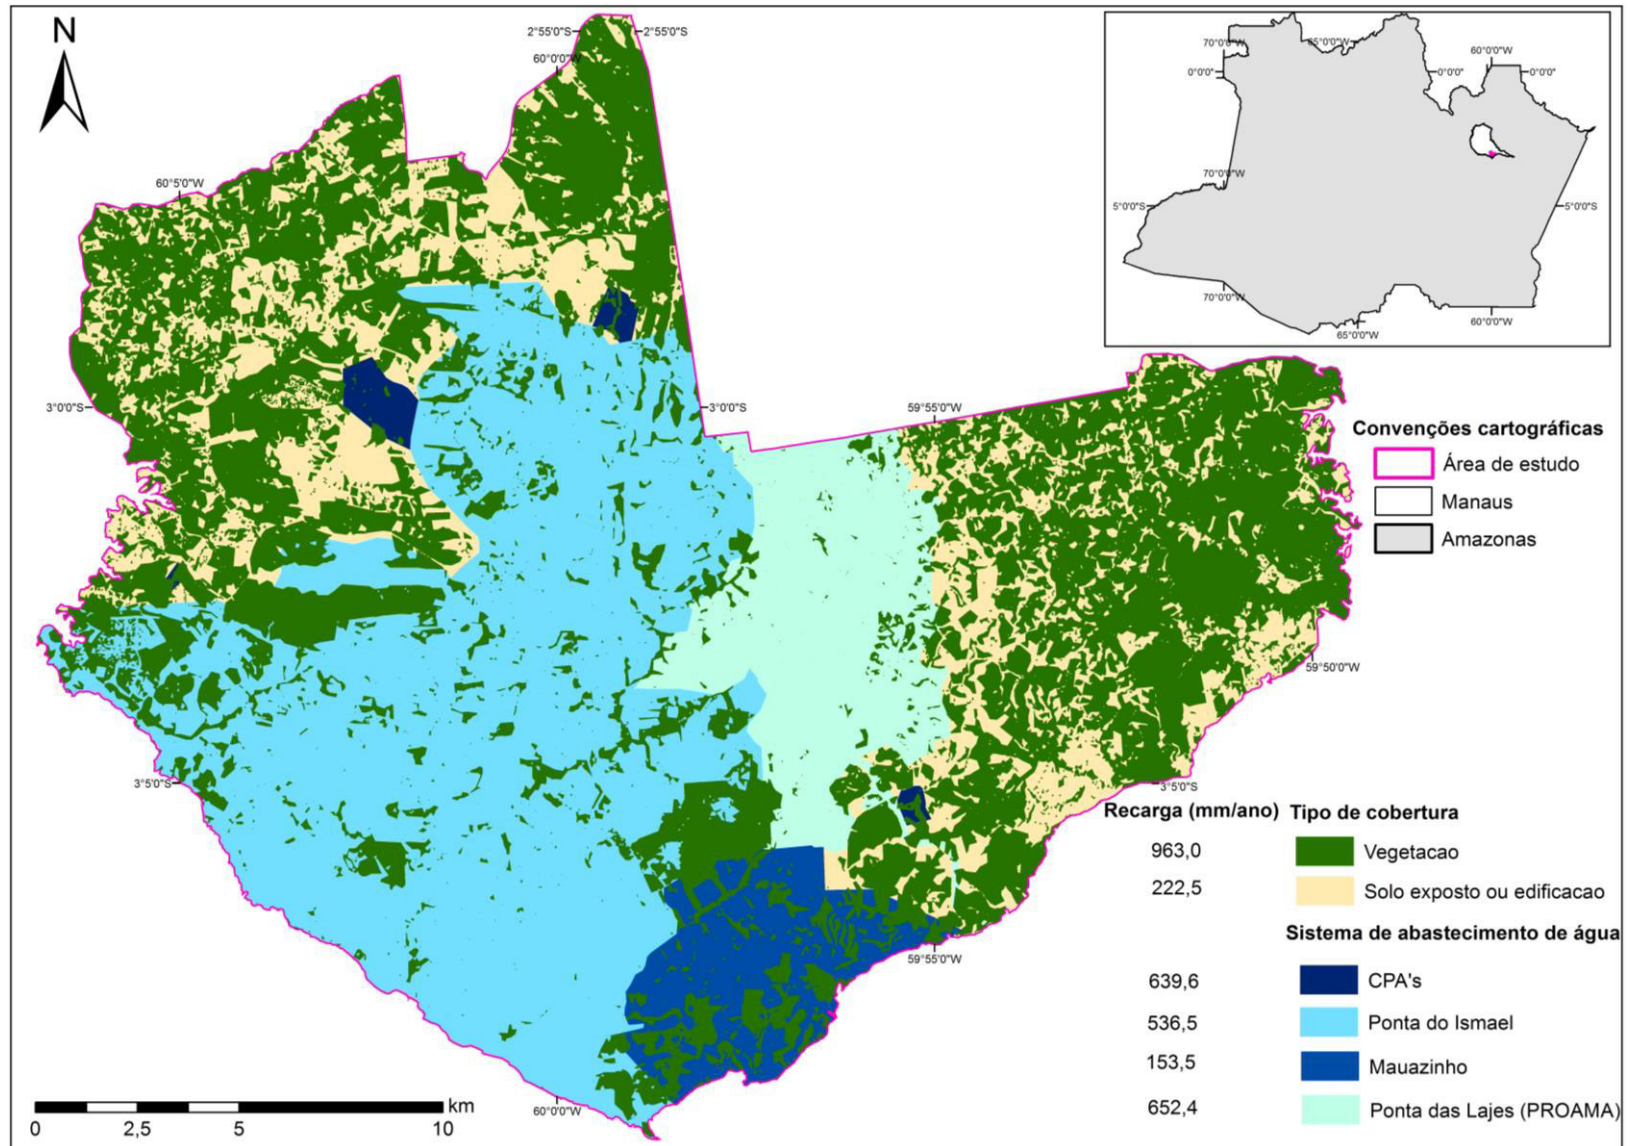 N
2°55'0"S
2°55'0"S
60°0'0"W
60°5'0"W
3°0'0"S
3°0'0"S
59°55'0"W
59°50'0"W
3°5'0"S
3°5'0"S
59°55'0"W
60°0'0"W
0 2,5 5 10 km
70°0'0"W
65°0'0"W
60°0'0"W
0°0'0"
0°0'0"
0°0'0"
70°0'0"W
5°0'0"S
5°0'0"S
70°0'0"W
65°0'0"W
60°0'0"W
Convenções cartográficas
Área de estudo
Manaus
Amazonas
Recarga (mm/ano) Tipo de cobertura
963,0 Vegetacao
222,5 Solo exposto ou edificacao
Sistema de abastecimento de água
639,6 CPA's
536,5 Ponta do Ismael
153,5 Mauazinho
652,4 Ponta das Lajes (PROAMA)